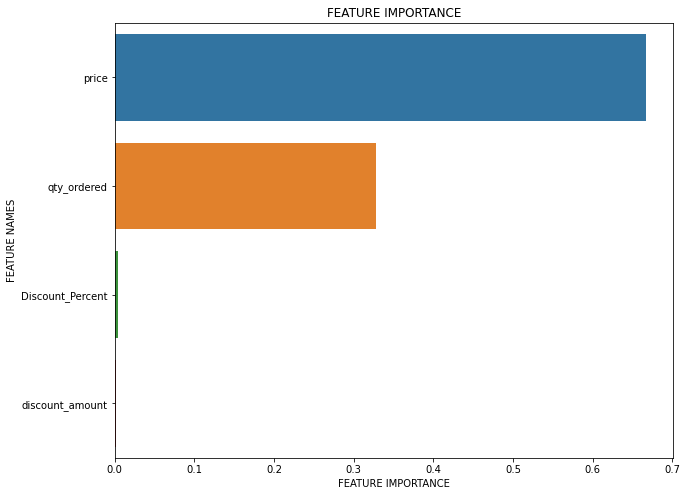 FEATURE IMPORTANCE
FEATURE NAMES
price
qty_ordered
Discount_Percent
discount_amount
0.0 0.1 0.2 0.3 0.4 0.5 0.6 0.7
FEATURE IMPORTANCE